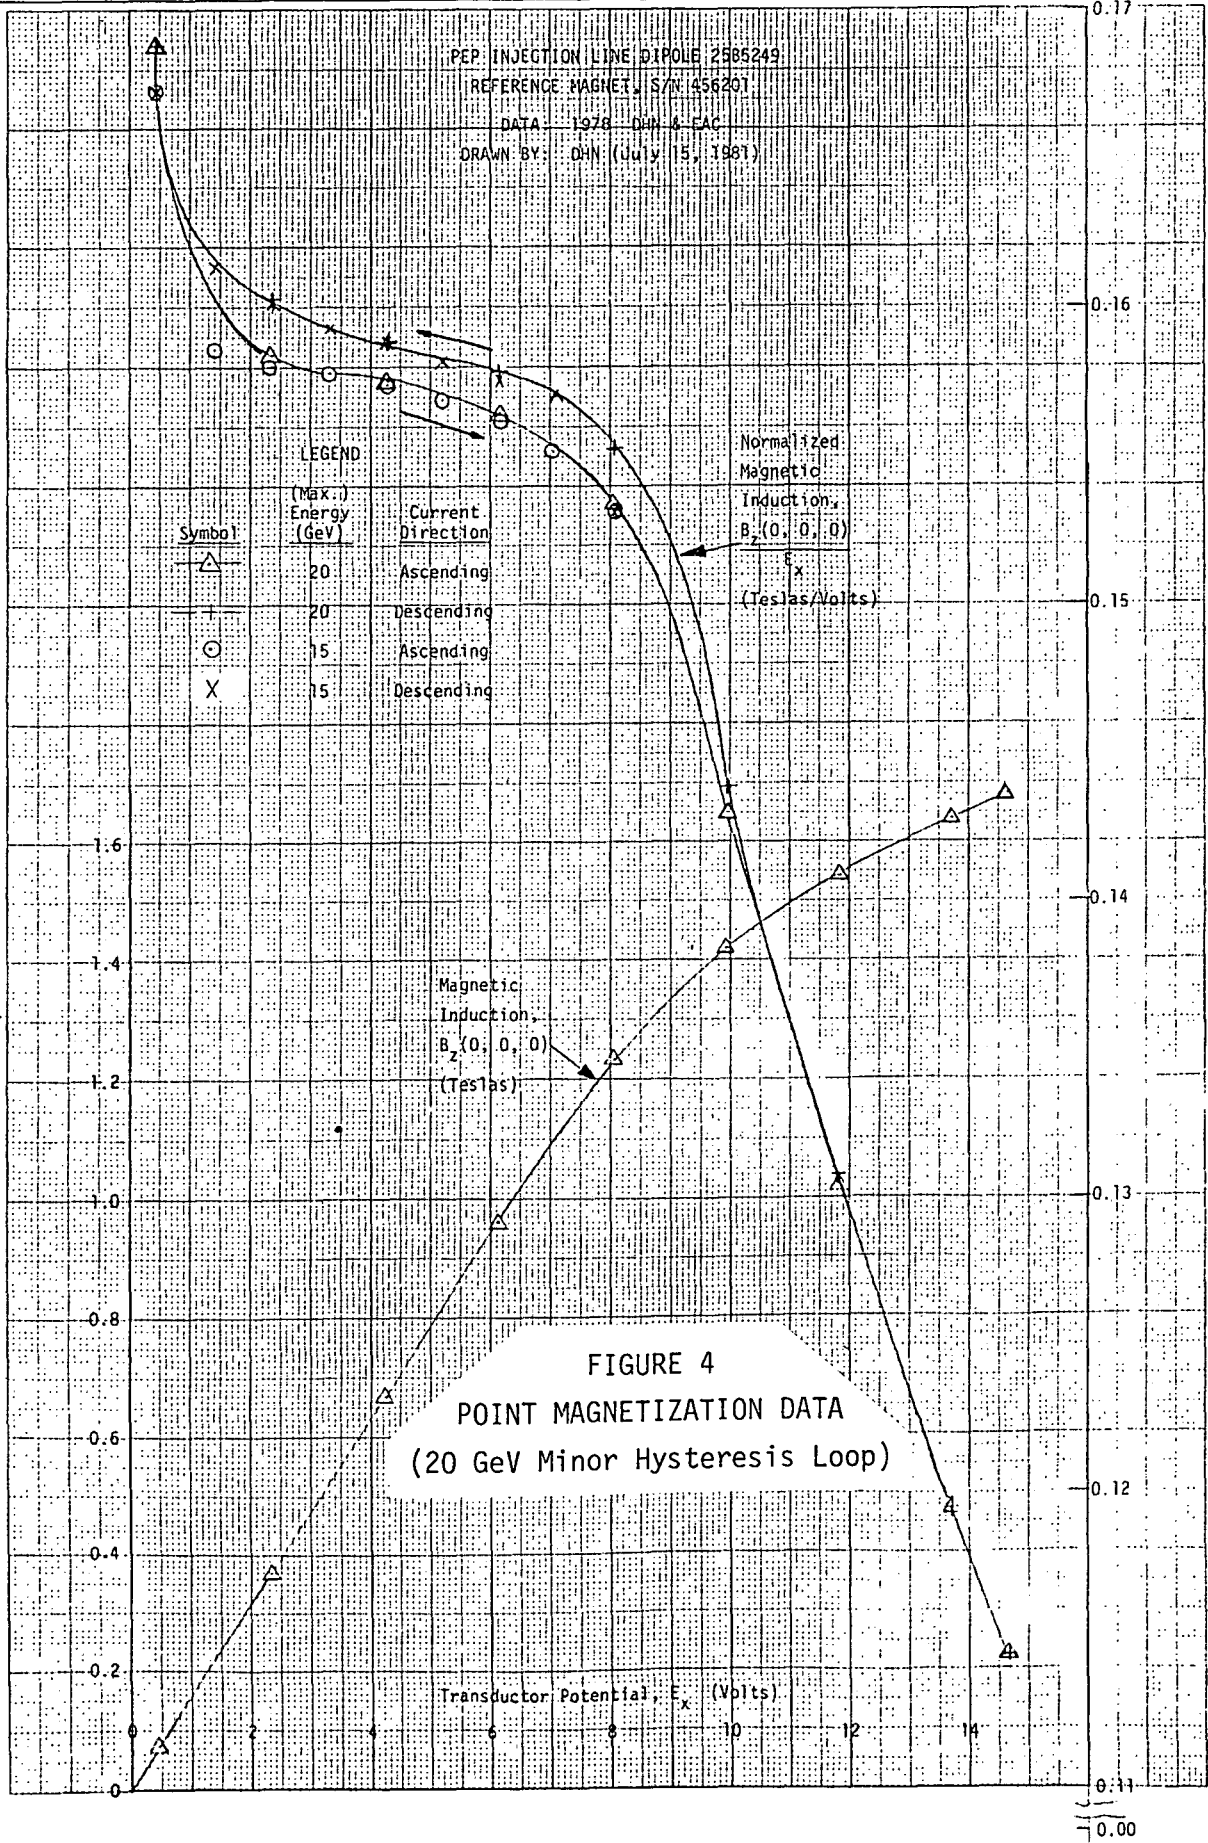 0.17
PEP INJECTION LINE DIPOLE 2585249
REFERENCE MAGNET, S/N 456201
DATA: 1978 DHN & EAC
DRAWN BY: DHN (July 15, 1981)
0.16
LEGEND
Symbol (Max.) Energy (GeV) Current Direction
20 Ascending
20 Descending
15 Ascending
15 Descending
Normalized
Magnetic
Induction,
Bz(0, 0, 0)
Ex
(Teslas/Volts)
0.15
1.6
0.14
1.4
Magnetic
Induction,
Bz(0, 0, 0)
(Teslas)
1.2
1.0
0.13
0.8
FIGURE 4
POINT MAGNETIZATION DATA
(20 GeV Minor Hysteresis Loop)
0.6
0.12
0.4
0.2
Transductor Potential, Ex (Volts)
0 2 4 6 8 10 12 14
0
0.11
0.00